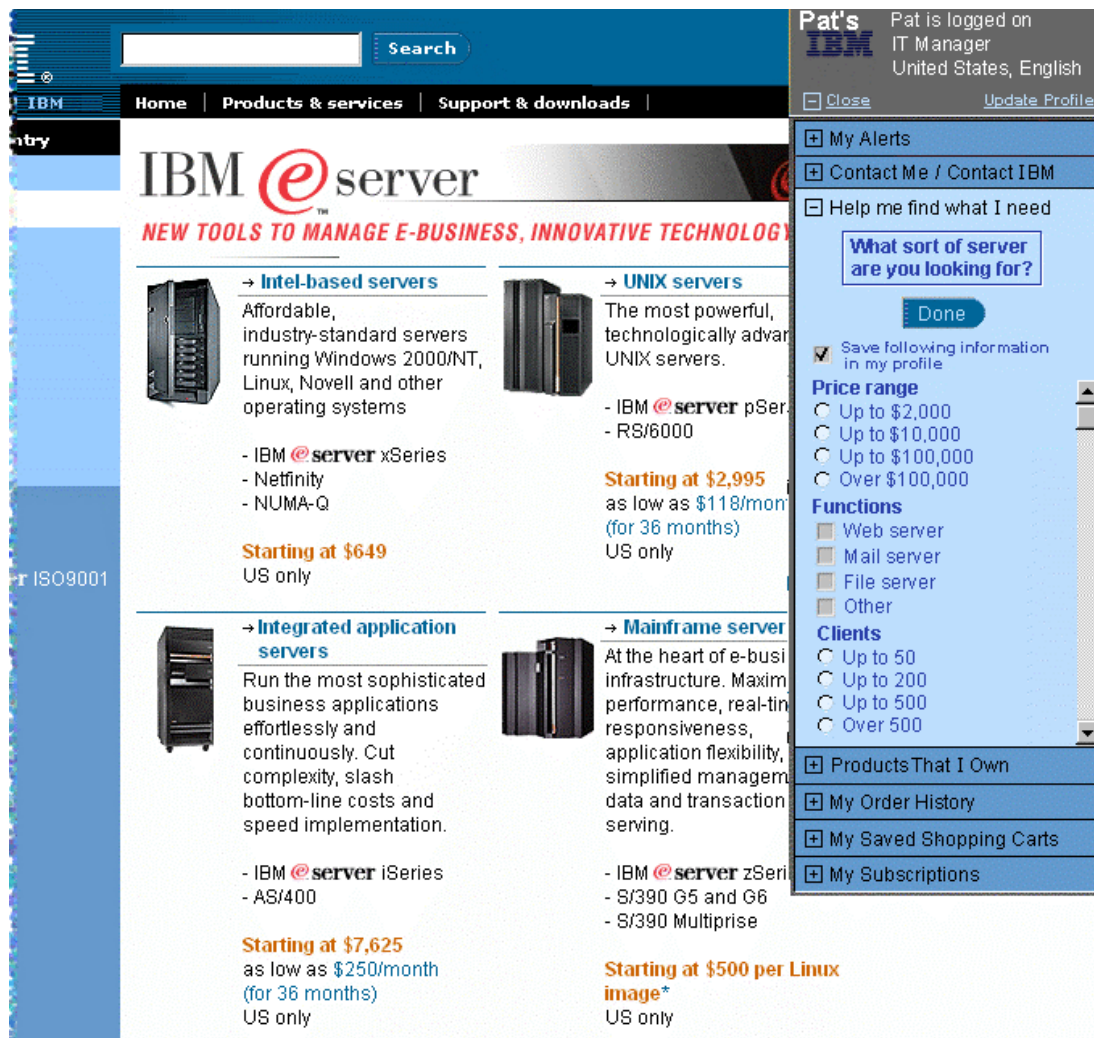 Search
®
IBM
Home | Products & services | Support & downloads |
ntry
Pat's
IBM
Pat is logged on
IT Manager
United States, English
Close
Update Profile
My Alerts
Contact Me / Contact IBM
Help me find what I need
What sort of server
are you looking for?
Done
Save following information
in my profile
Price range
Up to $2,000
Up to $10,000
Up to $100,000
Over $100,000
Functions
Web server
Mail server
File server
Other
Clients
Up to 50
Up to 200
Up to 500
Over 500
Products That I Own
My Order History
My Saved Shopping Carts
My Subscriptions
IBM e server
TM
NEW TOOLS TO MANAGE E-BUSINESS, INNOVATIVE TECHNOLOGY
→ Intel-based servers
Affordable,
industry-standard servers
running Windows 2000/NT,
Linux, Novell and other
operating systems
- IBM e server xSeries
- Netfinity
- NUMA-Q
Starting at $649
US only
→ UNIX servers
The most powerful,
technologically advar
UNIX servers.
- IBM e server pSer
- RS/6000
Starting at $2,995
as low as $118/mon
(for 36 months)
US only
r ISO9001
→ Integrated application
servers
Run the most sophisticated
business applications
effortlessly and
continuously. Cut
complexity, slash
bottom-line costs and
speed implementation.
- IBM e server iSeries
- AS/400
Starting at $7,625
as low as $250/month
(for 36 months)
US only
→ Mainframe server
At the heart of e-busi
infrastructure. Maxim
performance, real-tin
responsiveness,
application flexibility,
simplified managem
data and transaction
serving.
- IBM e server zSeri
- S/390 G5 and G6
- S/390 Multiprise
Starting at $500 per Linux
image*
US only